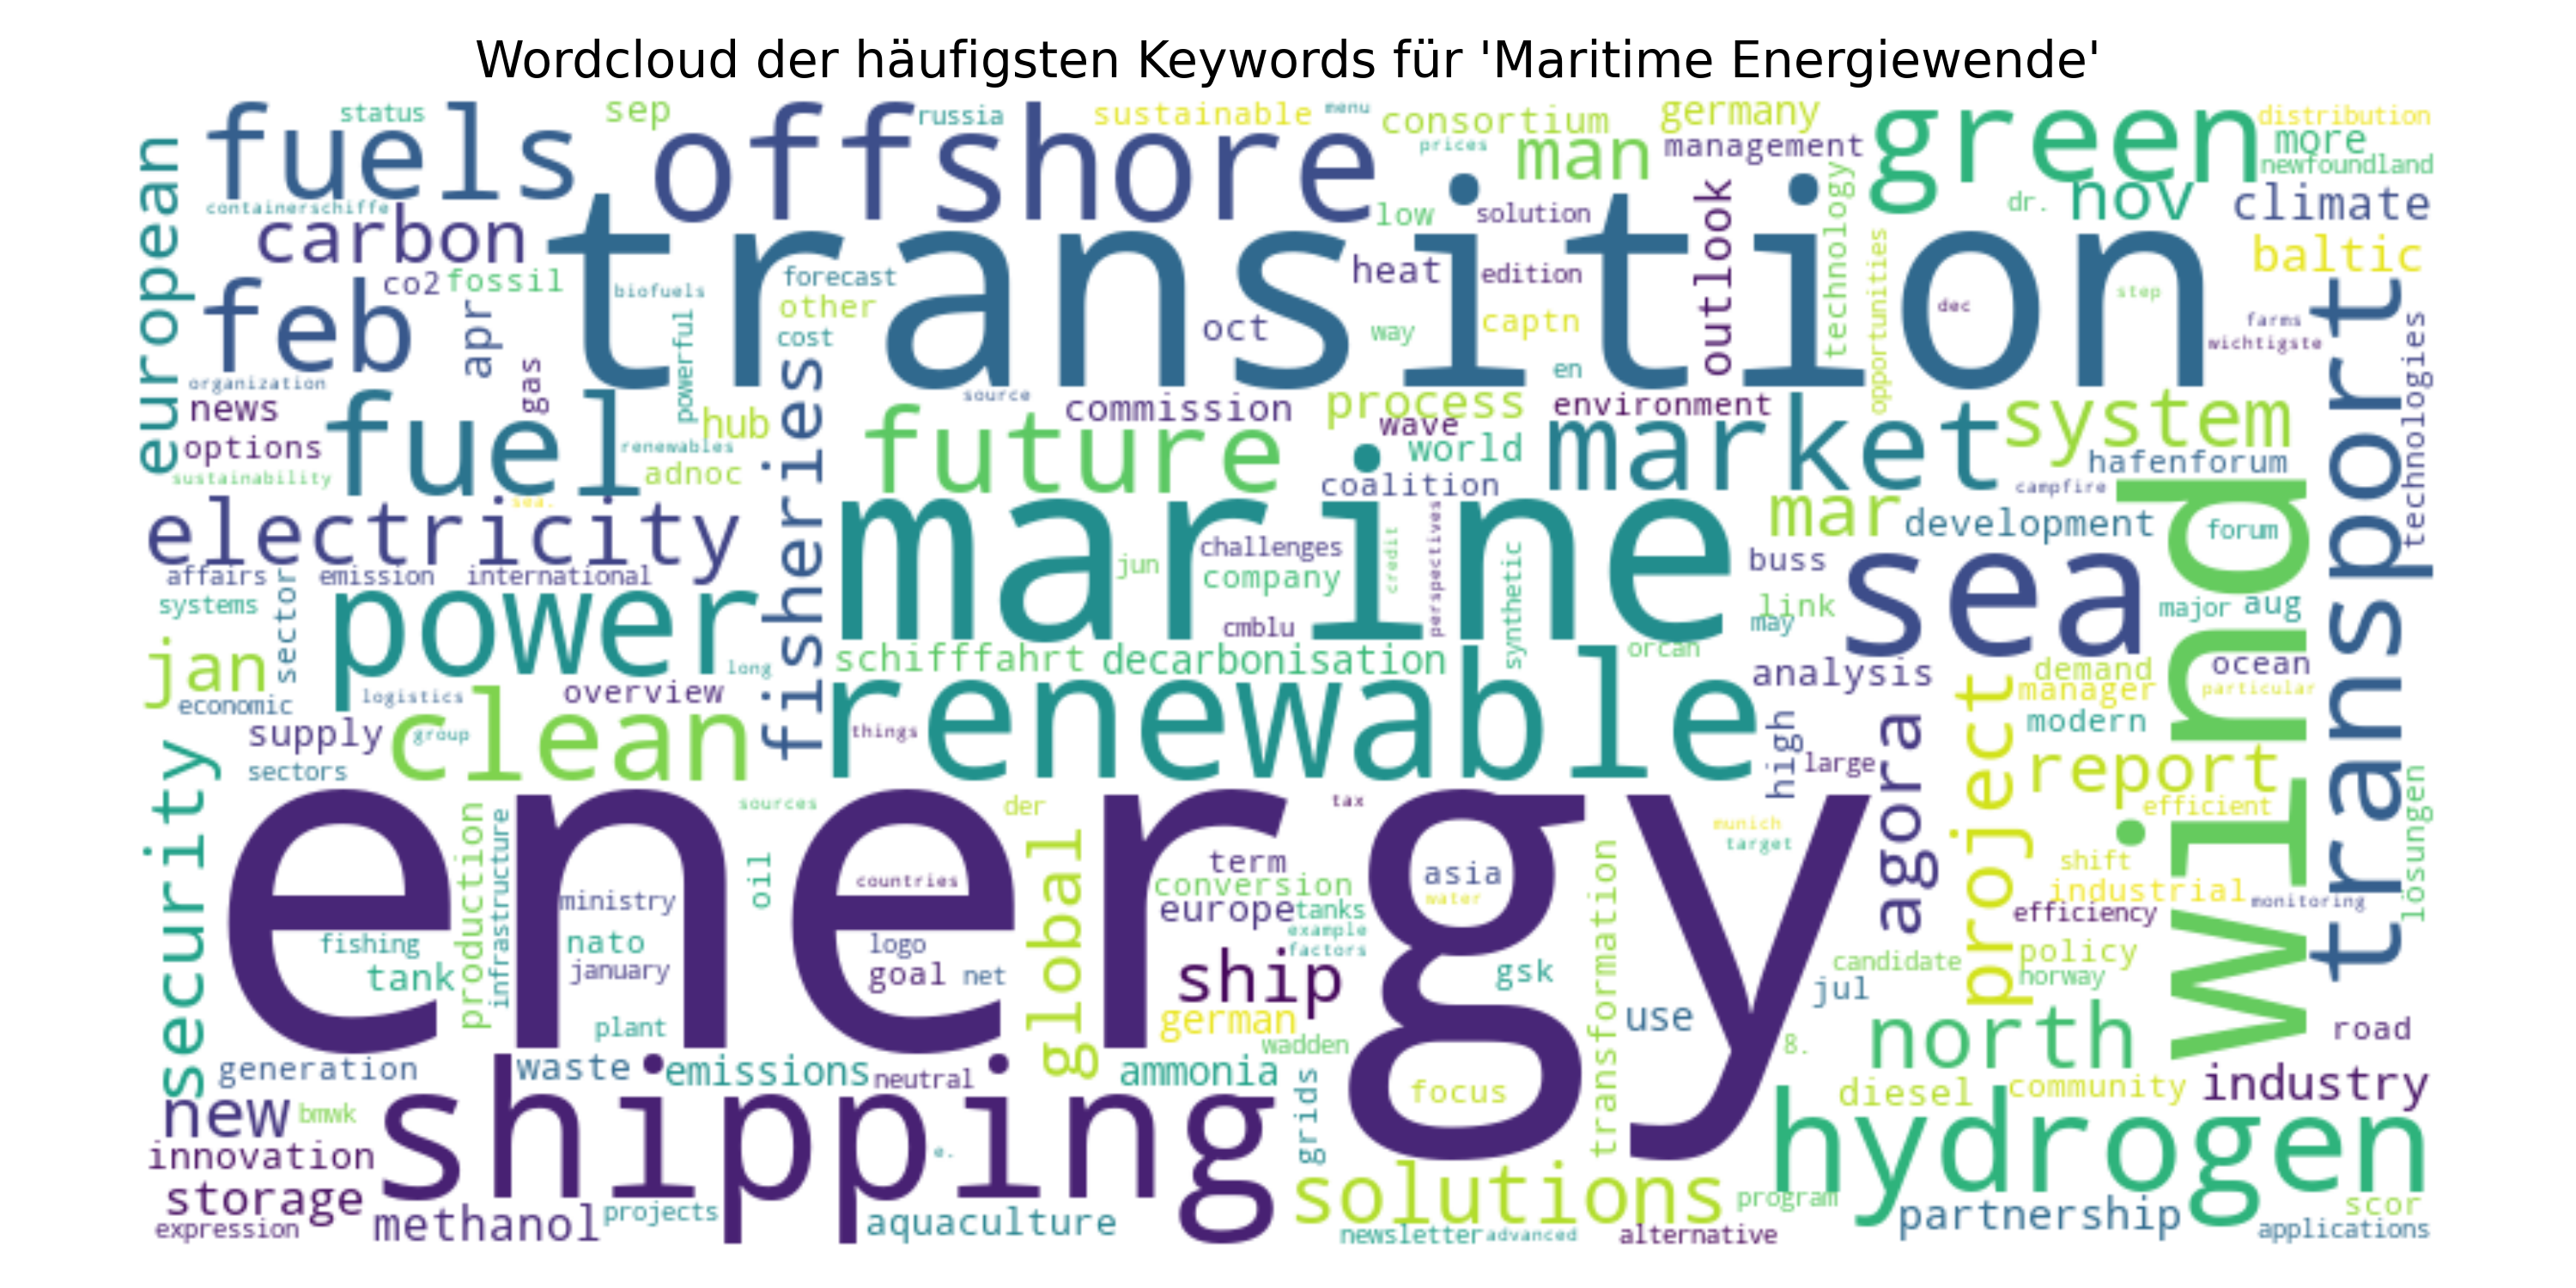 Wordcloud der häufigsten Keywords für 'Maritime Energiewende'
status
sep
russia
sustainable
menu
consortium
germany
distribution
fuels
offshore
prices
man
management
green
more
newfoundland
european
containerschiffe
carbon
low
solution
outlook
technology
dr.
nov
climate
transition
co2
fossil
biofuels
forecast
other
cost
heat
edition
opportunities
dec
step
baltic
feb
apr
gas
powerful
oct
way
captn
en
farms
wichtigste
transport
technologies
organization
news
options
sustainability
fuel
hub
renewables
adnoc
sea.
fisheries
source
future
commission
process
wave
world
coalition
environment
market
system
hafenforum
campfire
electricity
marine
mar
development
wind
forum
affairs
emission
international
systems
sector
power
jun
challenges
company
credit
perspectives
synthetic
cmblu
buss
link
may
sea
major
aug
jan
long
schifffahrt
decarbonisation
orcan
analysis
demand
manager
ocean
particular
economic
logistics
overview
supply
sectors
clean
group
things
renewable
high
large
agora
project
modern
report
efficient
security
energy
sources
der
tax
munich
target
production
infrastructure
oil
countries
global
term
conversion
europe
tanks
example
factors
asia
water
transformation
shift
industrial
monitoring
lösungen
efficiency
ministry
fishing
nato
january
tank
logo
goal
net
ship
gsk
candidate
policy
norway
jul
plant
german
wadden
use
8.
north
road
generation
waste
emissions
neutral
ammonia
grids
focus
diesel
community
industry
new
bmwk
shipping
e.
hydrogen
innovation
storage
expression
methanol
projects
aquaculture
solutions
program
newsletter
advanced
alternative
partnership
scor
applications